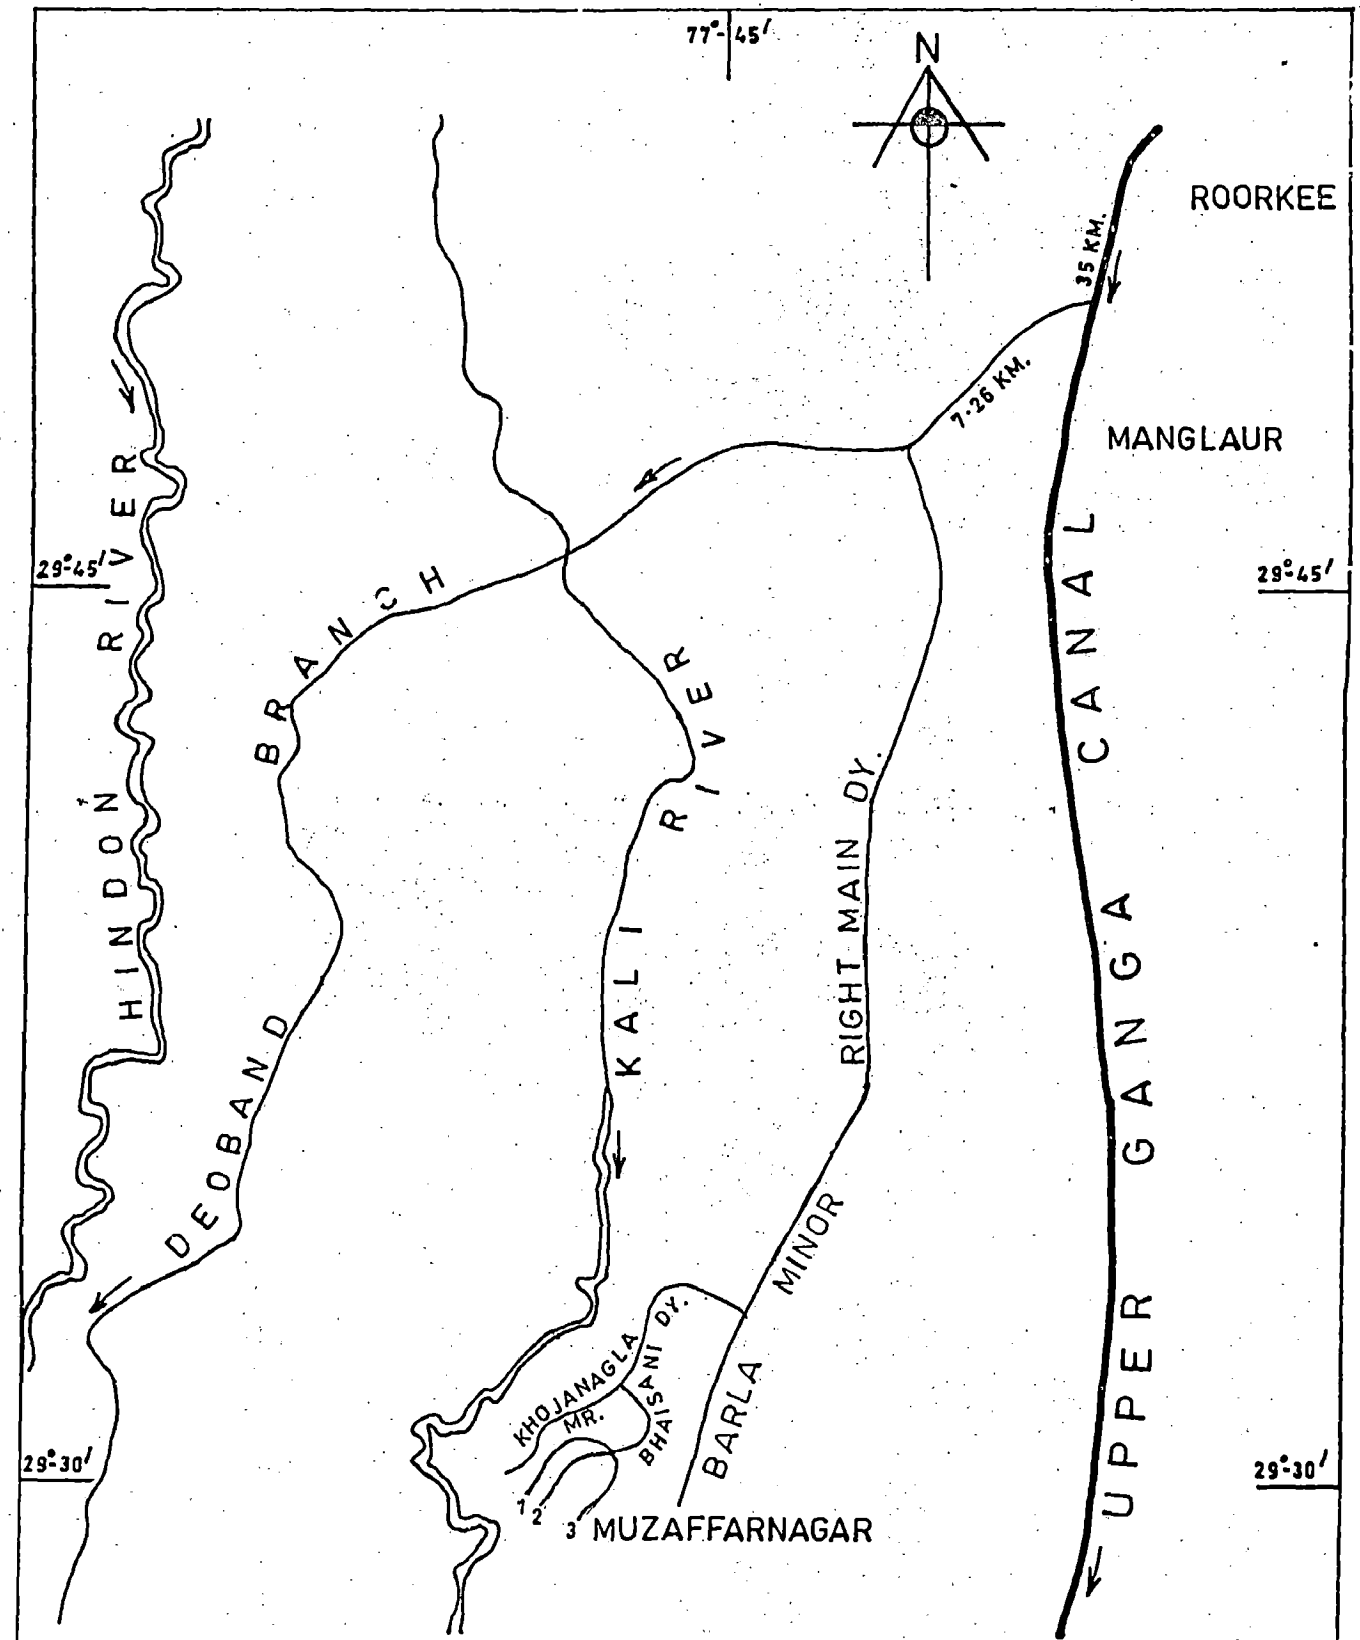 77°-45′
N
ROORKEE
35 KM.
7·26 KM.
MANGLAUR
29°-45′
29°-45′
HINDON RIVER
DEOBAND BRANCH
KALI RIVER
RIGHT MAIN DY.
UPPER GANGA CANAL
BARLA MINOR
KHOJANAGLA
MR.
BHAISANI DY.
29°-30′
29°-30′
1
2
3
MUZAFFARNAGAR